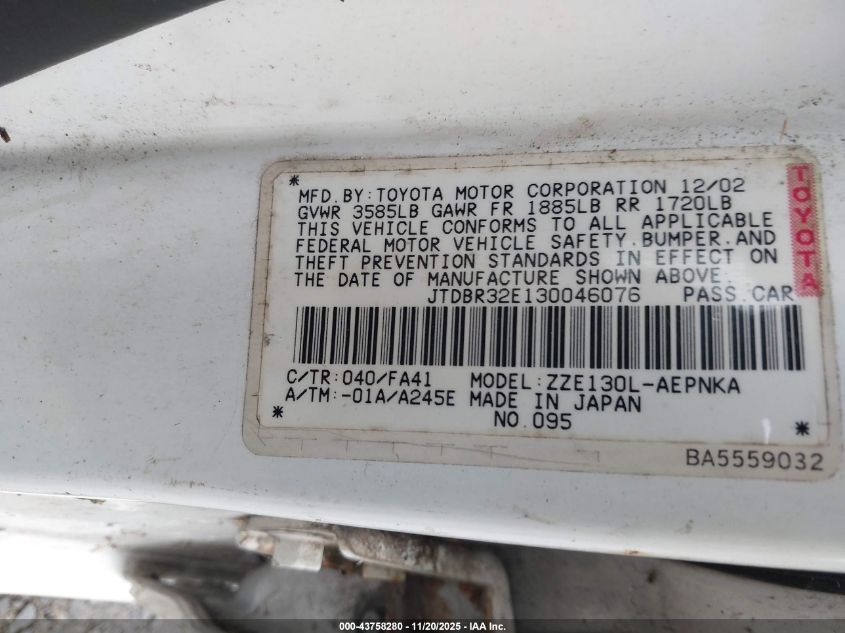 *
MFD.BY:TOYOTA MOTOR CORPORATION 12/02
GVWR 3585LB GAWR FR 1885LB RR 1720LB
THIS VEHICLE CONFORMS TO ALL APPLICABLE
FEDERAL MOTOR VEHICLE SAFETY.BUMPER.AND
THEFT PREVENTION STANDARDS IN EFFECT ON
THE DATE OF MANUFACTURE SHOWN ABOVE.
JTDBR32E130046076 PASS.CAR
TOYOTA
C/TR:040/FA41 MODEL:ZZE130L-AEPNKA
A/TM:-01A/A245E MADE IN JAPAN
* NO.095 *
BA5559032
000-43758280 - 11/20/2025 - IAA Inc.